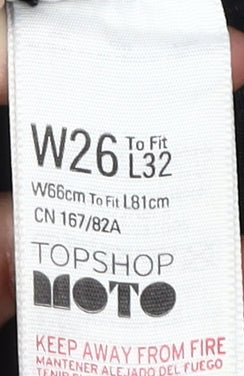 W26 To Fit L32
W66cm To Fit L81cm
CN 167/82A
TOPSHOP
MOTO
KEEP AWAY FROM FIRE
MANTENER ALEJADO DEL FUEGO